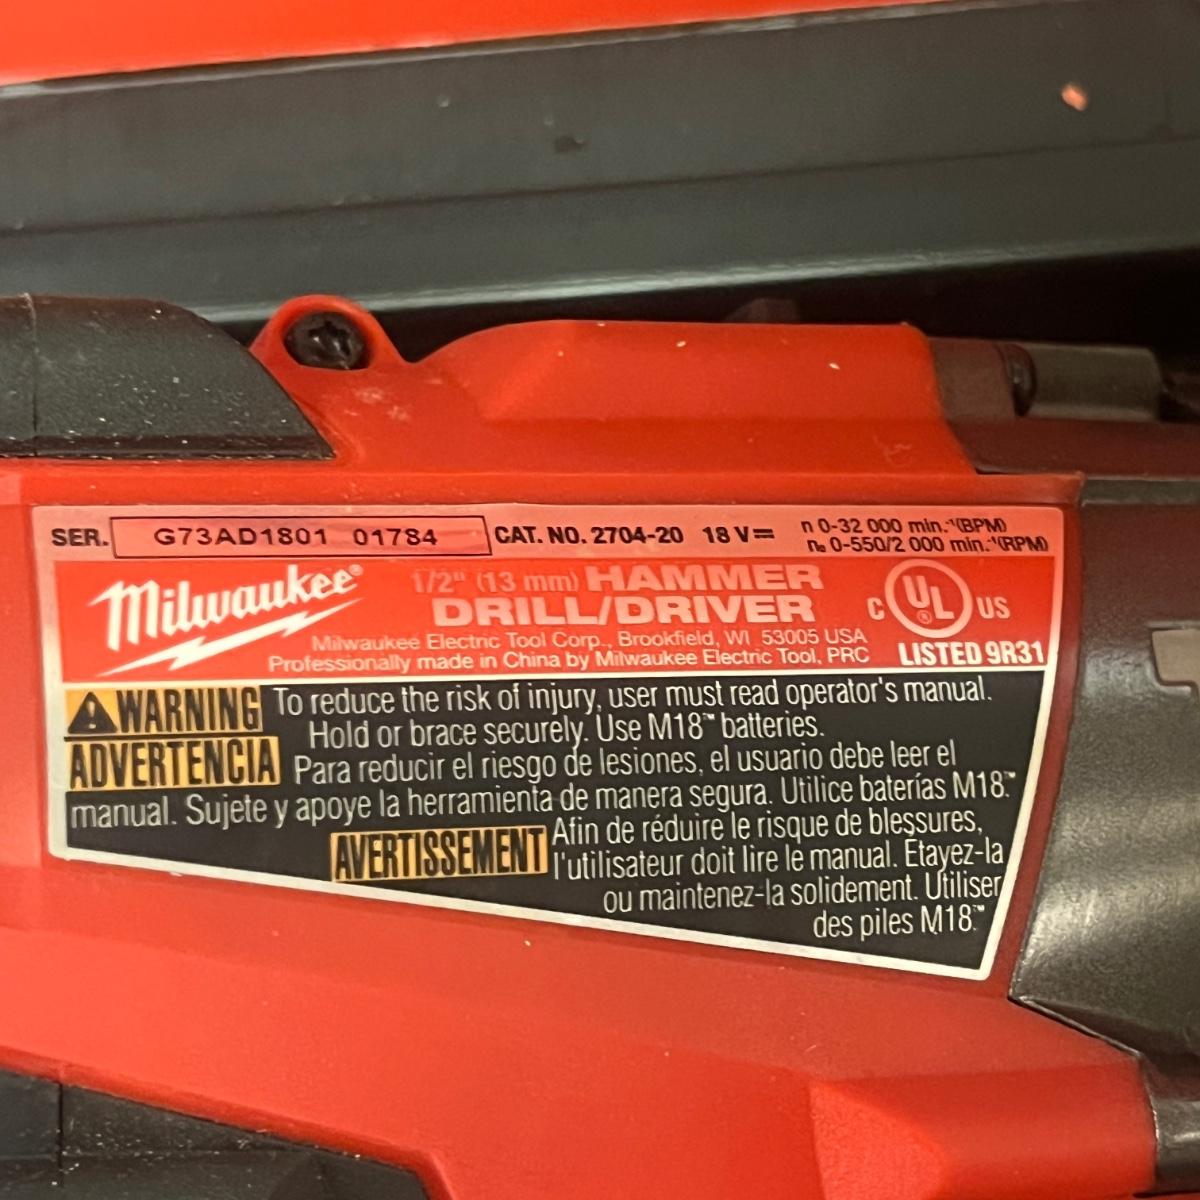 SER. G73AD1801 01784 CAT. NO. 2704-20 18 V⎓ n 0-32 000 min.⁻¹(BPM)
n₀ 0-550/2 000 min.⁻¹(RPM)
Milwaukee®
1/2" (13 mm) HAMMER
DRILL/DRIVER
Milwaukee Electric Tool Corp., Brookfield, WI 53005 USA
Professionally made in China by Milwaukee Electric Tool, PRC
C UL® US
LISTED 9R31
WARNING To reduce the risk of injury, user must read operator's manual.
Hold or brace securely. Use M18™ batteries.
ADVERTENCIA Para reducir el riesgo de lesiones, el usuario debe leer el
manual. Sujete y apoye la herramienta de manera segura. Utilice baterías M18.™
AVERTISSEMENT Afin de réduire le risque de blessures,
l'utilisateur doit lire le manual. Étayez-la
ou maintenez-la solidement. Utiliser
des piles M18.™